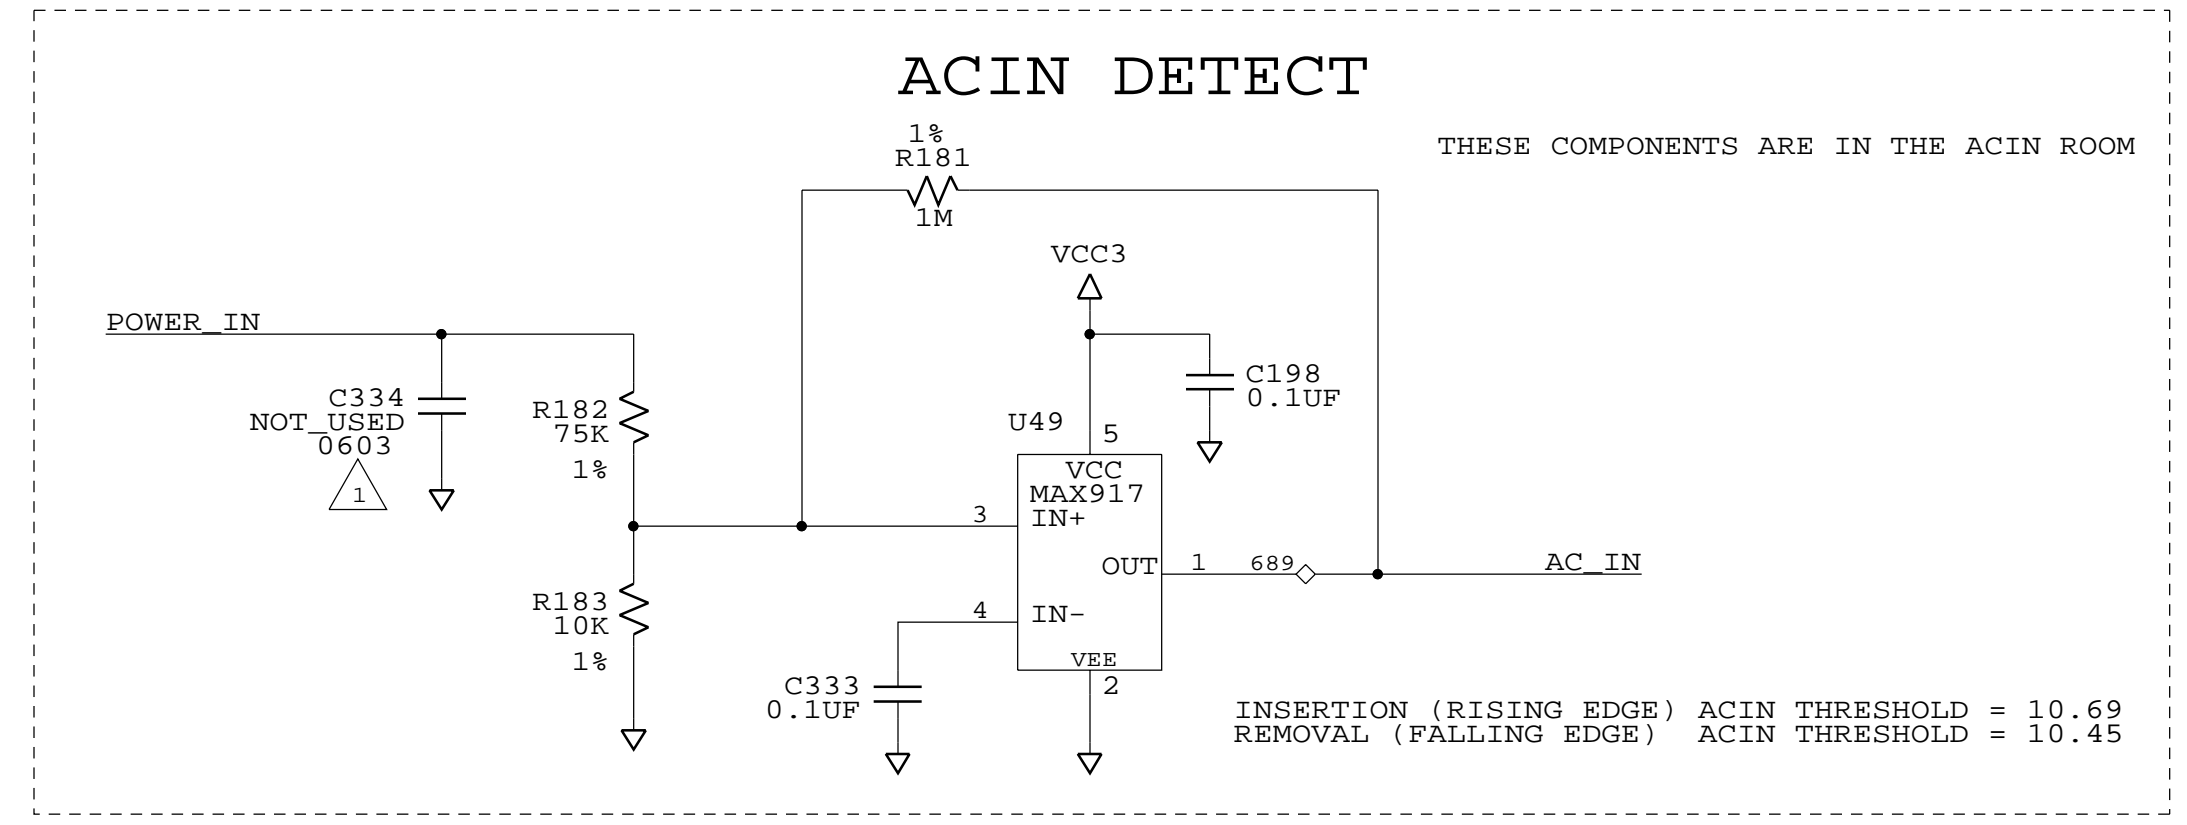 ACIN DETECT
THESE COMPONENTS ARE IN THE ACIN ROOM
1%
R181
1M
VCC3
POWER_IN
C334
NOT_USED
0603
1
R182
75K
1%
C198
0.1UF
U49
5
VCC
MAX917
3
IN+
OUT
1
689
AC_IN
R183
10K
1%
4
IN-
VEE
2
C333
0.1UF
INSERTION (RISING EDGE) ACIN THRESHOLD = 10.69
REMOVAL (FALLING EDGE) ACIN THRESHOLD = 10.45